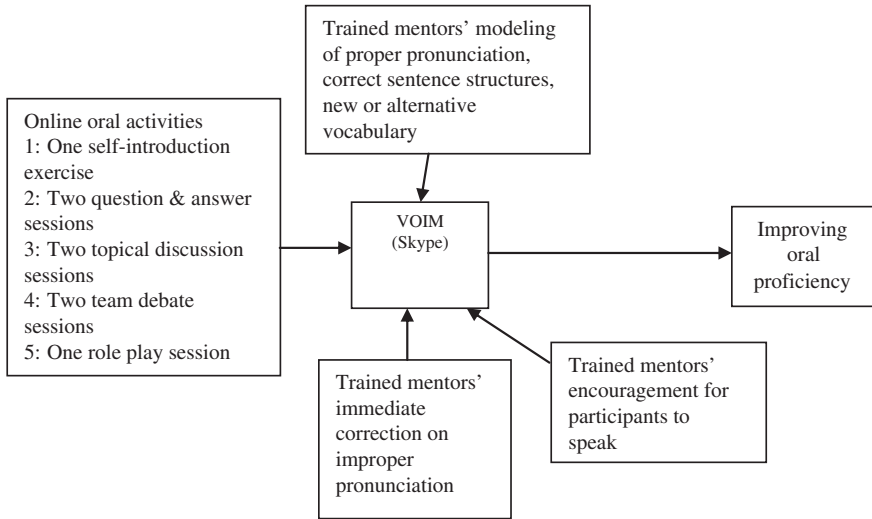 Trained mentors’ modeling
of proper pronunciation,
correct sentence structures,
new or alternative
vocabulary
Online oral activities
1: One self-introduction
exercise
2: Two question & answer
sessions
3: Two topical discussion
sessions
4: Two team debate
sessions
5: One role play session
VOIM
(Skype)
Improving
oral
proficiency
Trained mentors’
immediate
correction on
improper
pronunciation
Trained mentors’
encouragement for
participants to
speak